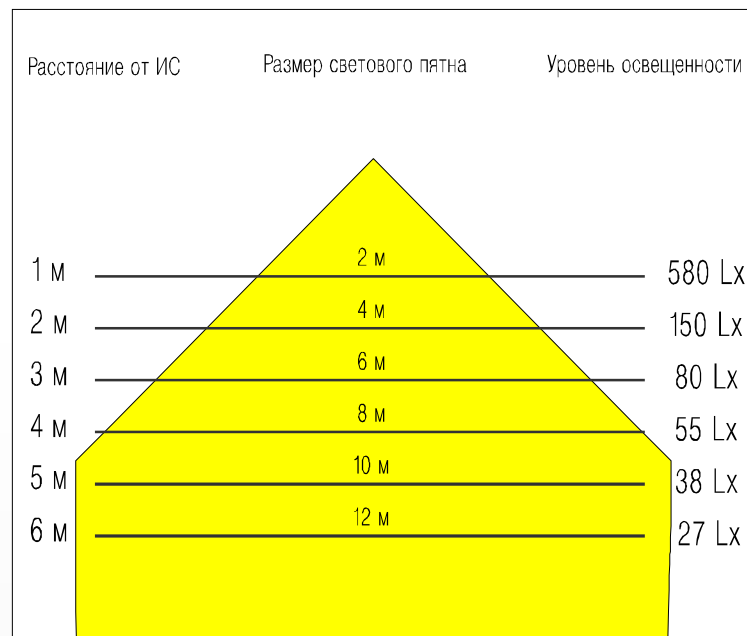 Расстояние от ИС Размер светового пятна Уровень освещенности
1 м 2 м 580 Lx
2 м 4 м 150 Lx
3 м 6 м 80 Lx
4 м 8 м 55 Lx
5 м 10 м 38 Lx
6 м 12 м 27 Lx